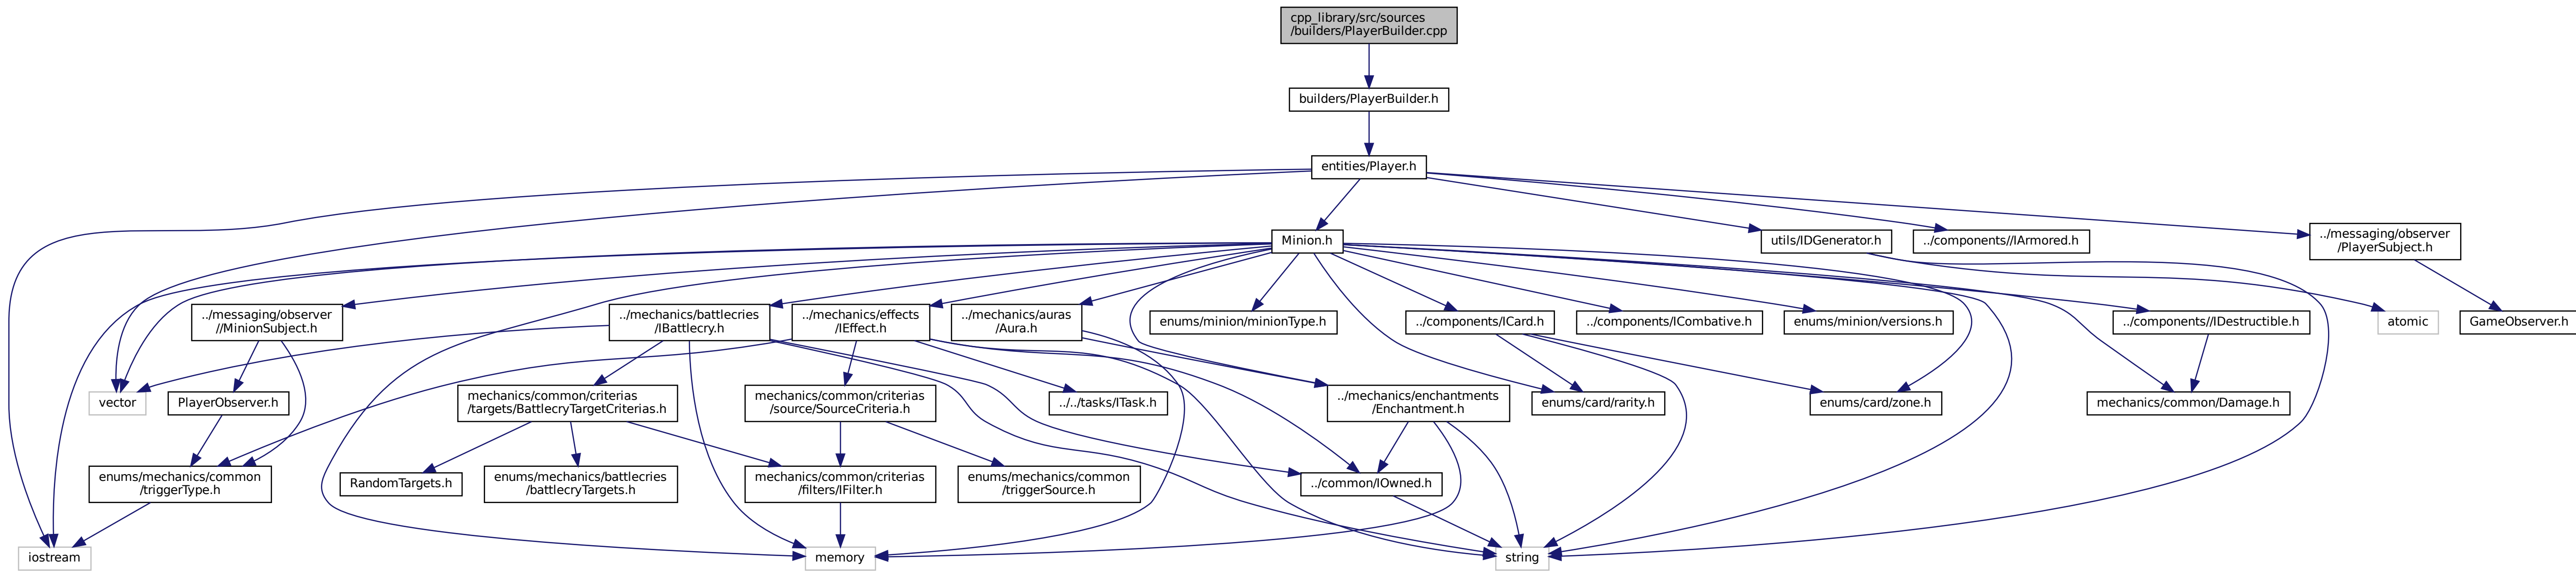 cpp_library/src/sources
/builders/PlayerBuilder.cpp
builders/PlayerBuilder.h
entities/Player.h
Minion.h
utils/IDGenerator.h
../components//IArmored.h
../messaging/observer
/PlayerSubject.h
../messaging/observer
//MinionSubject.h
../mechanics/battlecries
/IBattlecry.h
../mechanics/effects
/IEffect.h
../mechanics/auras
/Aura.h
enums/minion/minionType.h
../components/ICard.h
../components/ICombative.h
enums/minion/versions.h
../components//IDestructible.h
atomic
GameObserver.h
vector
PlayerObserver.h
mechanics/common/criterias
/targets/BattlecryTargetCriterias.h
mechanics/common/criterias
/source/SourceCriteria.h
../../tasks/ITask.h
../mechanics/enchantments
/Enchantment.h
enums/card/rarity.h
enums/card/zone.h
mechanics/common/Damage.h
enums/mechanics/common
/triggerType.h
RandomTargets.h
enums/mechanics/battlecries
/battlecryTargets.h
mechanics/common/criterias
/filters/IFilter.h
enums/mechanics/common
/triggerSource.h
../common/IOwned.h
iostream
memory
string